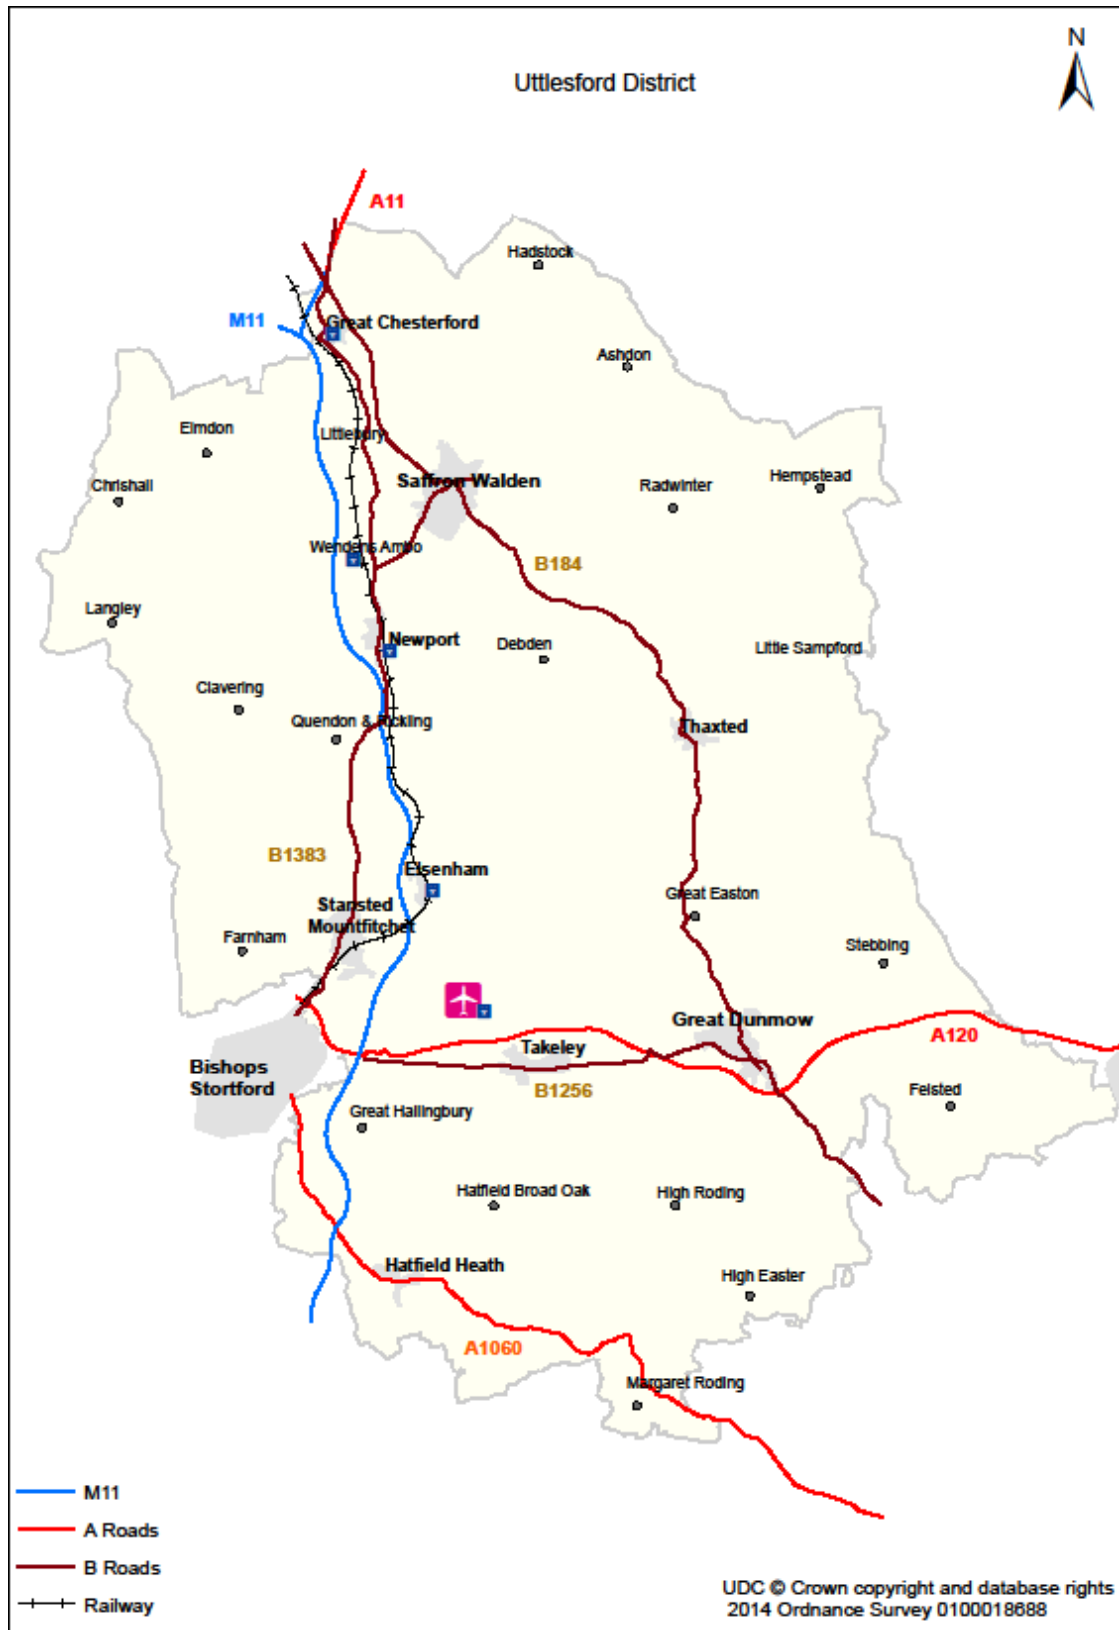 N
Uttlesford District
A11
Hadstock
M11
Great Chesterford
Ashdon
Elmdon
Littlebury
Chrishall
Saffron Walden
Radwinter
Hempstead
Wendens Ambo
B184
Langley
Newport
Debden
Little Sampford
Clavering
Quendon & Rickling
Thaxted
B1383
Elsenham
Great Easton
Stansted
Mountfitchet
Farnham
Stebbing
Great Dunmow
A120
Takeley
Bishops
Stortford
B1256
Felsted
Great Hallingbury
Hatfield Broad Oak
High Roding
Hatfield Heath
High Easter
A1060
Margaret Roding
M11
A Roads
B Roads
Railway
UDC © Crown copyright and database rights
2014 Ordnance Survey 0100018688